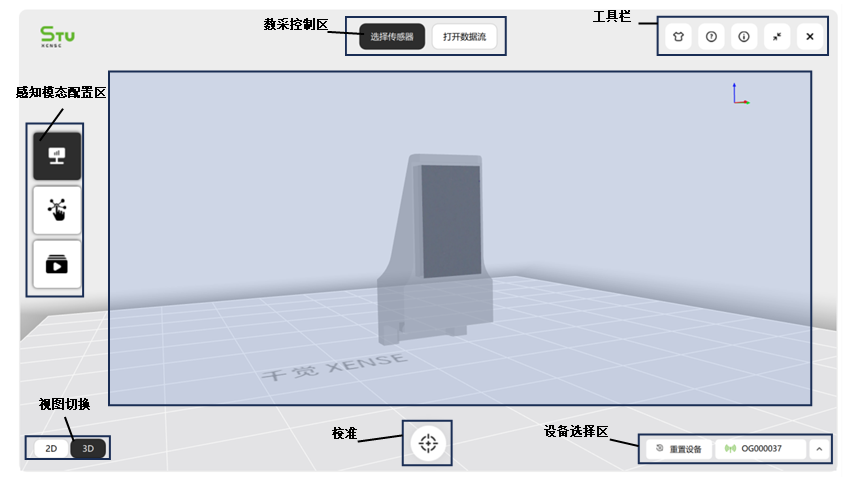 数采控制区
工具栏
STU
XENSE
选择传感器
打开数据流
感知模态配置区
千觉 XENSE
视图切换
校准
设备选择区
2D
3D
重置设备
OG000037